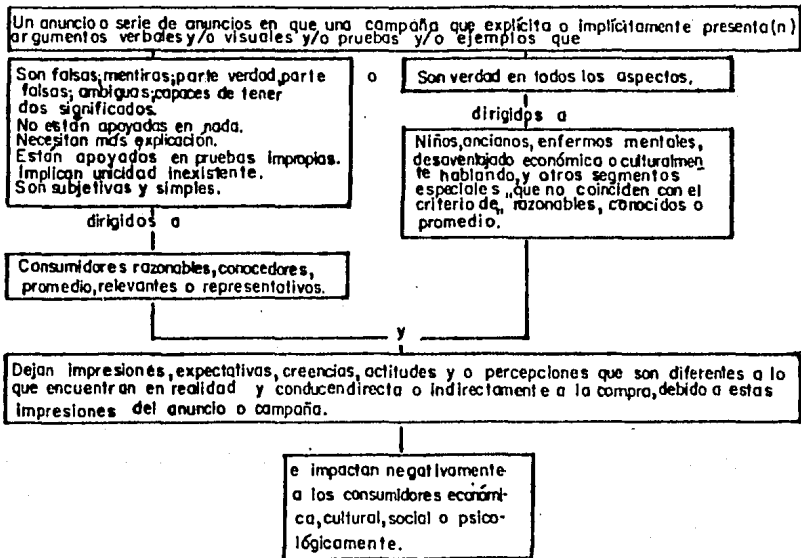 Un anuncio o serie de anuncios en que una campaña que explícita o implícitamente presenta(n)
argumentos verbales y/o visuales y/o pruebas y/o ejemplos que
Son falsas; mentiras; parte verdad, parte
falsas; ambiguas; capaces de tener
dos significados.
No están apoyadas en nada.
Necesitan más explicación.
Están apoyados en pruebas impropias.
Implican unicidad inexistente.
Son subjetivas y simples.
o
Son verdad en todos los aspectos.
dirigidos a
Niños, ancianos, enfermos mentales,
desaventajado económica o culturalmen
te hablando, y otros segmentos
especiales „que no coinciden con el
criterio de„ razonables, conocidos o
promedio.
dirigidos a
Consumidores razonables, conocedores,
promedio, relevantes o representativos.
y
Dejan impresiones, expectativas, creencias, actitudes y o percepciones que son diferentes a lo
que encuentran en realidad y conducen directa o indirectamente a la compra, debido a estas
impresiones del anuncio o campaña.
e impactan negativamente
a los consumidores económi-
ca, cultural, social o psico-
lógicamente.